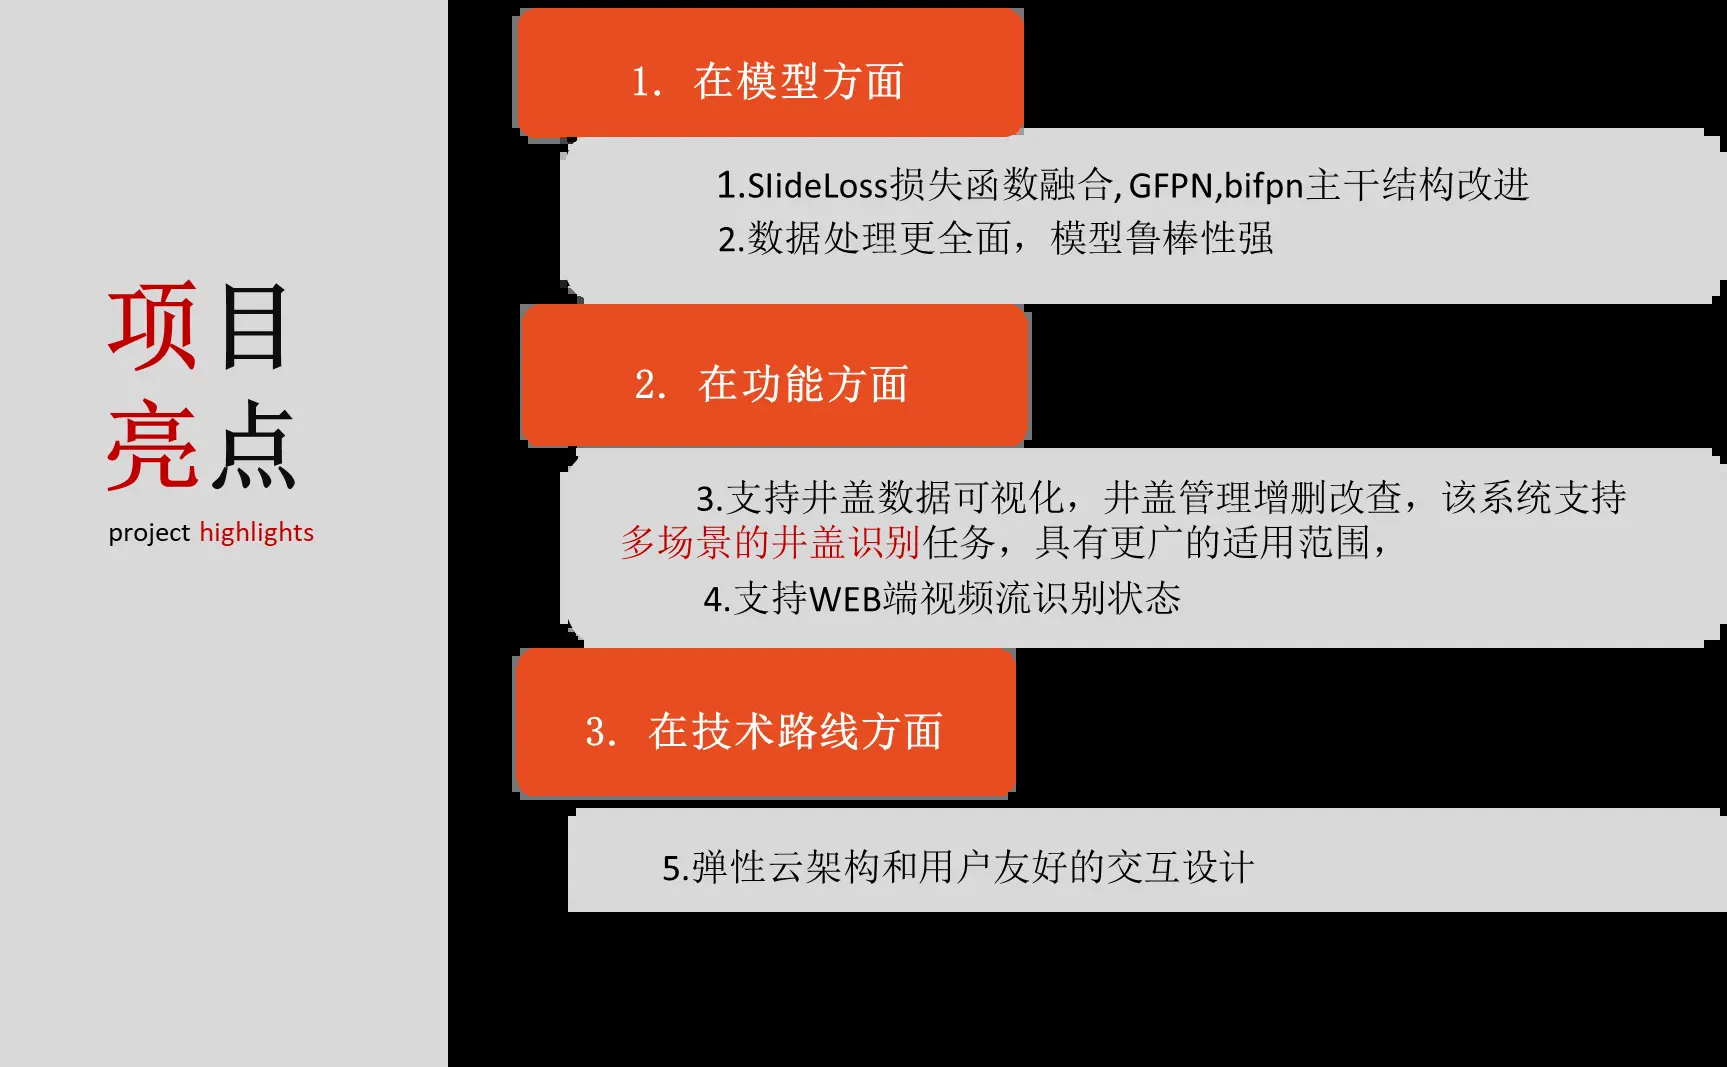 项目
亮点
project highlights
1. 在模型方面
1.SlideLoss损失函数融合,GFPN,bifpn主干结构改进
2.数据处理更全面，模型鲁棒性强
2. 在功能方面
3.支持井盖数据可视化，井盖管理增删改查，该系统支持
多场景的井盖识别任务，具有更广的适用范围，
4.支持WEB端视频流识别状态
3. 在技术路线方面
5.弹性云架构和用户友好的交互设计